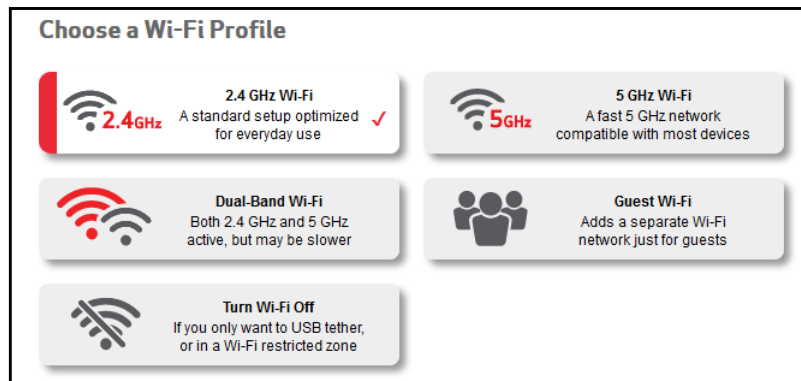 Choose a Wi-Fi Profile
2.4GHz
2.4 GHz Wi-Fi
A standard setup optimized
for everyday use
5GHz
5 GHz Wi-Fi
A fast 5 GHz network
compatible with most devices
Dual-Band Wi-Fi
Both 2.4 GHz and 5 GHz
active, but may be slower
Guest Wi-Fi
Adds a separate Wi-Fi
network just for guests
Turn Wi-Fi Off
If you only want to USB tether,
or in a Wi-Fi restricted zone